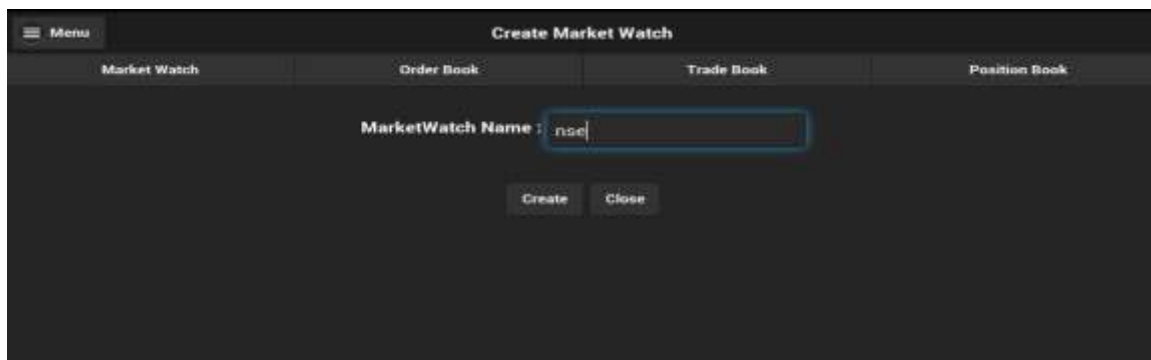 Menu
Create Market Watch
Market Watch Order Book Trade Book Position Book
MarketWatch Name : nse
Create Close